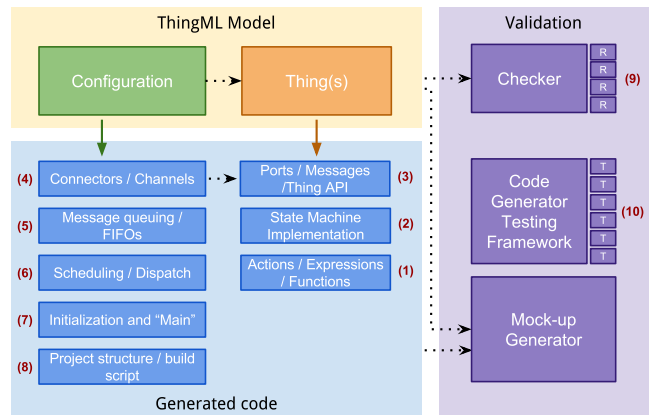 ThingML Model
Configuration
Thing(s)
(4)
Connectors / Channels
Ports / Messages
/Thing API
(3)
(5)
Message queuing /
FIFOs
State Machine
Implementation
(2)
(6)
Scheduling / Dispatch
Actions / Expressions
/ Functions
(1)
(7)
Initialization and “Main”
(8)
Project structure / build
script
Generated code
Validation
Checker
R
R
R
R
(9)
Code
Generator
Testing
Framework
T
T
T
T
T
T
(10)
Mock-up
Generator